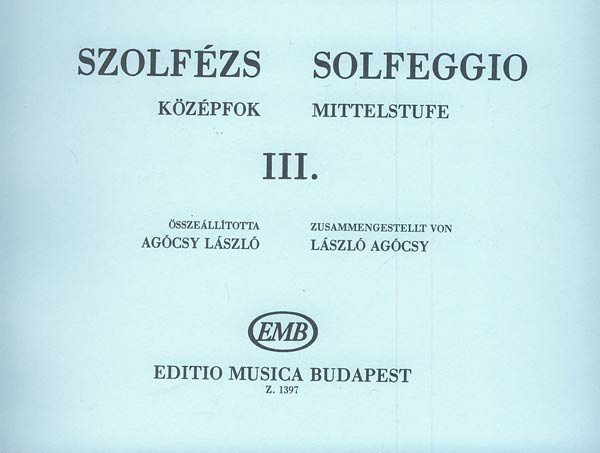 SZOLFÉZS SOLFEGGIO
KÖZÉPFOK MITTELSTUFE
III.
ÖSSZEÁLLÍTOTTA ZUSAMMENGESTELLT VON
AGÓCSY LÁSZLÓ LÁSZLÓ AGÓCSY
EMB
EDITIO MUSICA BUDAPEST
Z. 1397